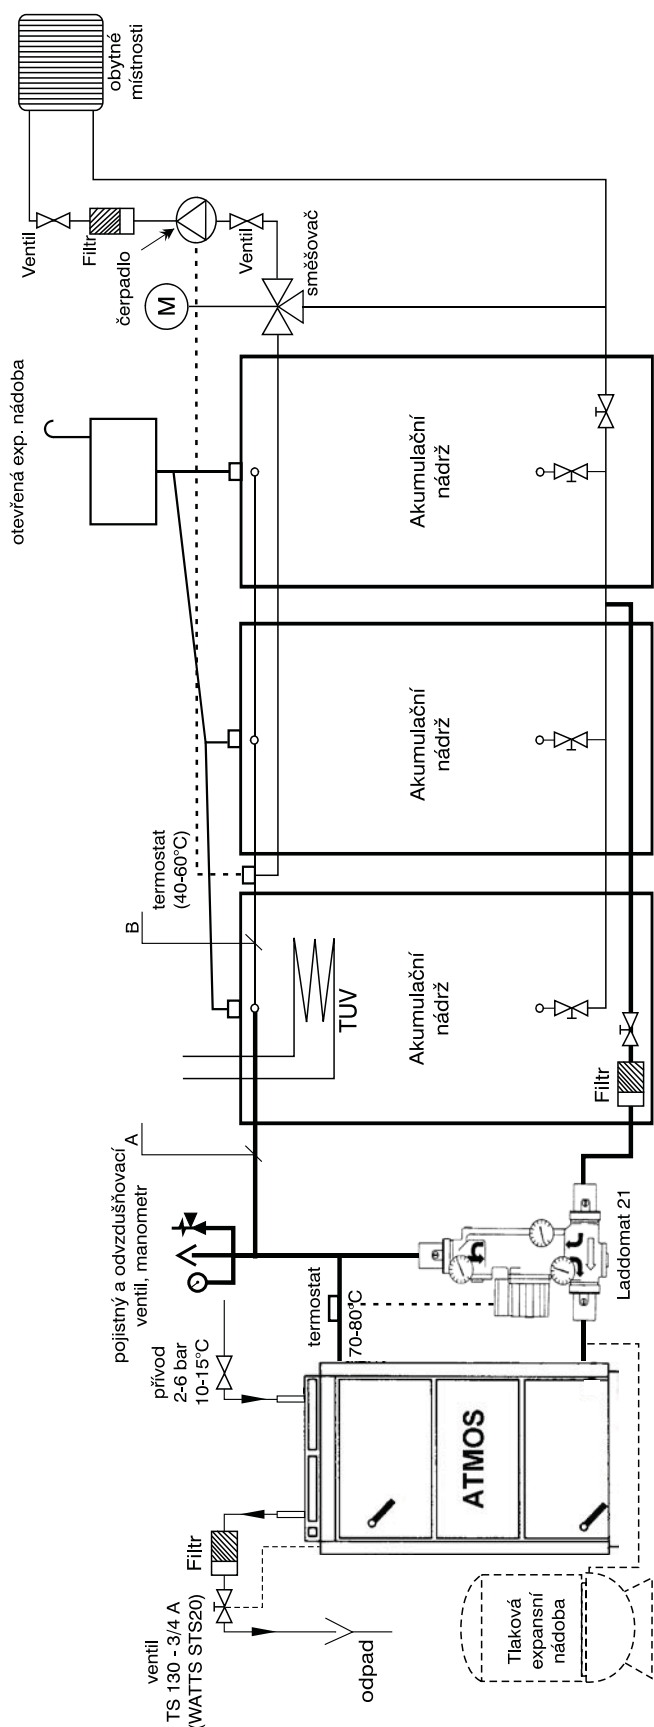 obytné
místnosti
Ventil
Filtr
čerpadlo
Ventil
směšovač
M
otevřená exp. nádoba
Akumulační
nádrž
Akumulační
nádrž
termostat
(40-60°C)
B
TUV
Akumulační
nádrž
Filtr
A
pojistný a odvzdušňovací
ventil, manometr
Laddomat 21
termostat
70-80°C
přívod
2-6 bar
10-15°C
ATMOS
Filtr
ventil
TS 130 - 3/4 A
(WATTS STS20)
odpad
Tlaková
expansní
nádoba